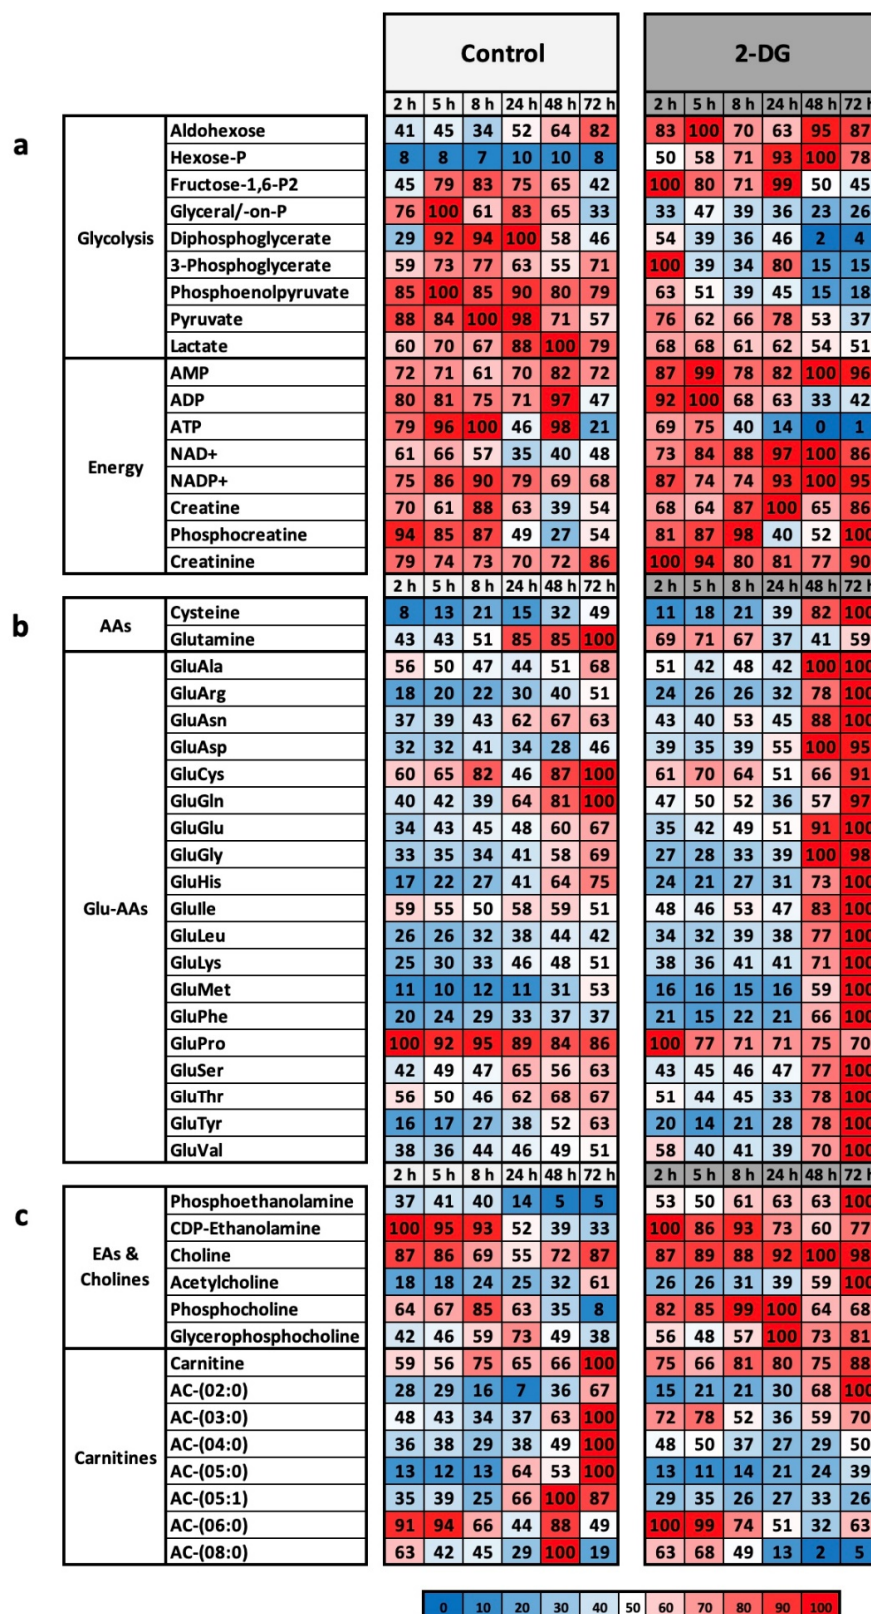 Control 2-DG
2 h 5 h 8 h 24 h 48 h 72 h 2 h 5 h 8 h 24 h 48 h 72 h
a
Glycolysis
Aldohexose 41 45 34 52 64 82 83 100 70 63 95 87
Hexose-P 8 8 7 10 10 8 50 58 71 93 100 78
Fructose-1,6-P2 45 79 83 75 65 42 100 80 71 99 50 45
Glyceral/-on-P 76 100 61 83 65 33 33 47 39 36 23 26
Diphosphoglycerate 29 92 94 100 58 46 54 39 36 46 2 4
3-Phosphoglycerate 59 73 77 63 55 71 100 39 34 80 15 15
Phosphoenolpyruvate 85 100 85 90 80 79 63 51 39 45 15 18
Pyruvate 88 84 100 98 71 57 76 62 66 78 53 37
Lactate 60 70 67 88 100 79 68 68 61 62 54 51
Energy
AMP 72 71 61 70 82 72 87 99 78 82 100 96
ADP 80 81 75 71 97 47 92 100 68 63 33 42
ATP 79 96 100 46 98 21 69 75 40 14 0 1
NAD+ 61 66 57 35 40 48 73 84 88 97 100 86
NADP+ 75 86 90 79 69 68 87 74 74 93 100 95
Creatine 70 61 88 63 39 54 68 64 87 100 65 86
Phosphocreatine 94 85 87 49 27 54 81 87 98 40 52 100
Creatinine 79 74 73 70 72 86 100 94 80 81 77 90
2 h 5 h 8 h 24 h 48 h 72 h 2 h 5 h 8 h 24 h 48 h 72 h
b
AAs
Cysteine 8 13 21 15 32 49 11 18 21 39 82 100
Glutamine 43 43 51 85 85 100 69 71 67 37 41 59
Glu-AAs
GluAla 56 50 47 44 51 68 51 42 48 42 100 100
GluArg 18 20 22 30 40 51 24 26 26 32 78 100
GluAsn 37 39 43 62 67 63 43 40 53 45 88 100
GluAsp 32 32 41 34 28 46 39 35 39 55 100 95
GluCys 60 65 82 46 87 100 61 70 64 51 66 91
GluGln 40 42 39 64 81 100 47 50 52 36 57 97
GluGlu 34 43 45 48 60 67 35 42 49 51 91 100
GluGly 33 35 34 41 58 69 27 28 33 39 100 98
GluHis 17 22 27 41 64 75 24 21 27 31 73 100
GluIle 59 55 50 58 59 51 48 46 53 47 83 100
GluLeu 26 26 32 38 44 42 34 32 39 38 77 100
GluLys 25 30 33 46 48 51 38 36 41 41 71 100
GluMet 11 10 12 11 31 53 16 16 15 16 59 100
GluPhe 20 24 29 33 37 37 21 15 22 21 66 100
GluPro 100 92 95 89 84 86 100 77 71 71 75 70
GluSer 42 49 47 65 56 63 43 45 46 47 77 100
GluThr 56 50 46 62 68 67 51 44 45 33 78 100
GluTyr 16 17 27 38 52 63 20 14 21 28 78 100
GluVal 38 36 44 46 49 51 58 40 41 39 70 100
2 h 5 h 8 h 24 h 48 h 72 h 2 h 5 h 8 h 24 h 48 h 72 h
c
EAs &
Cholines
Phosphoethanolamine 37 41 40 14 5 5 53 50 61 63 63 100
CDP-Ethanolamine 100 95 93 52 39 33 100 86 93 73 60 77
Choline 87 86 69 55 72 87 87 89 88 92 100 98
Acetylcholine 18 18 24 25 32 61 26 26 31 39 59 100
Phosphocholine 64 67 85 63 35 8 82 85 99 100 64 68
Glycerophosphocholine 42 46 59 73 49 38 56 48 57 100 73 81
Carnitines
Carnitine 59 56 75 65 66 100 75 66 81 80 75 88
AC-(02:0) 28 29 16 7 36 67 15 21 21 30 68 100
AC-(03:0) 48 43 34 37 63 100 72 78 52 36 59 70
AC-(04:0) 36 38 29 38 49 100 48 50 37 27 29 50
AC-(05:0) 13 12 13 64 53 100 13 11 14 21 24 39
AC-(05:1) 35 39 25 66 100 87 29 35 26 27 33 26
AC-(06:0) 91 94 66 44 88 49 100 99 74 51 32 63
AC-(08:0) 63 42 45 29 100 19 63 68 49 13 2 5
0 10 20 30 40 50 60 70 80 90 100